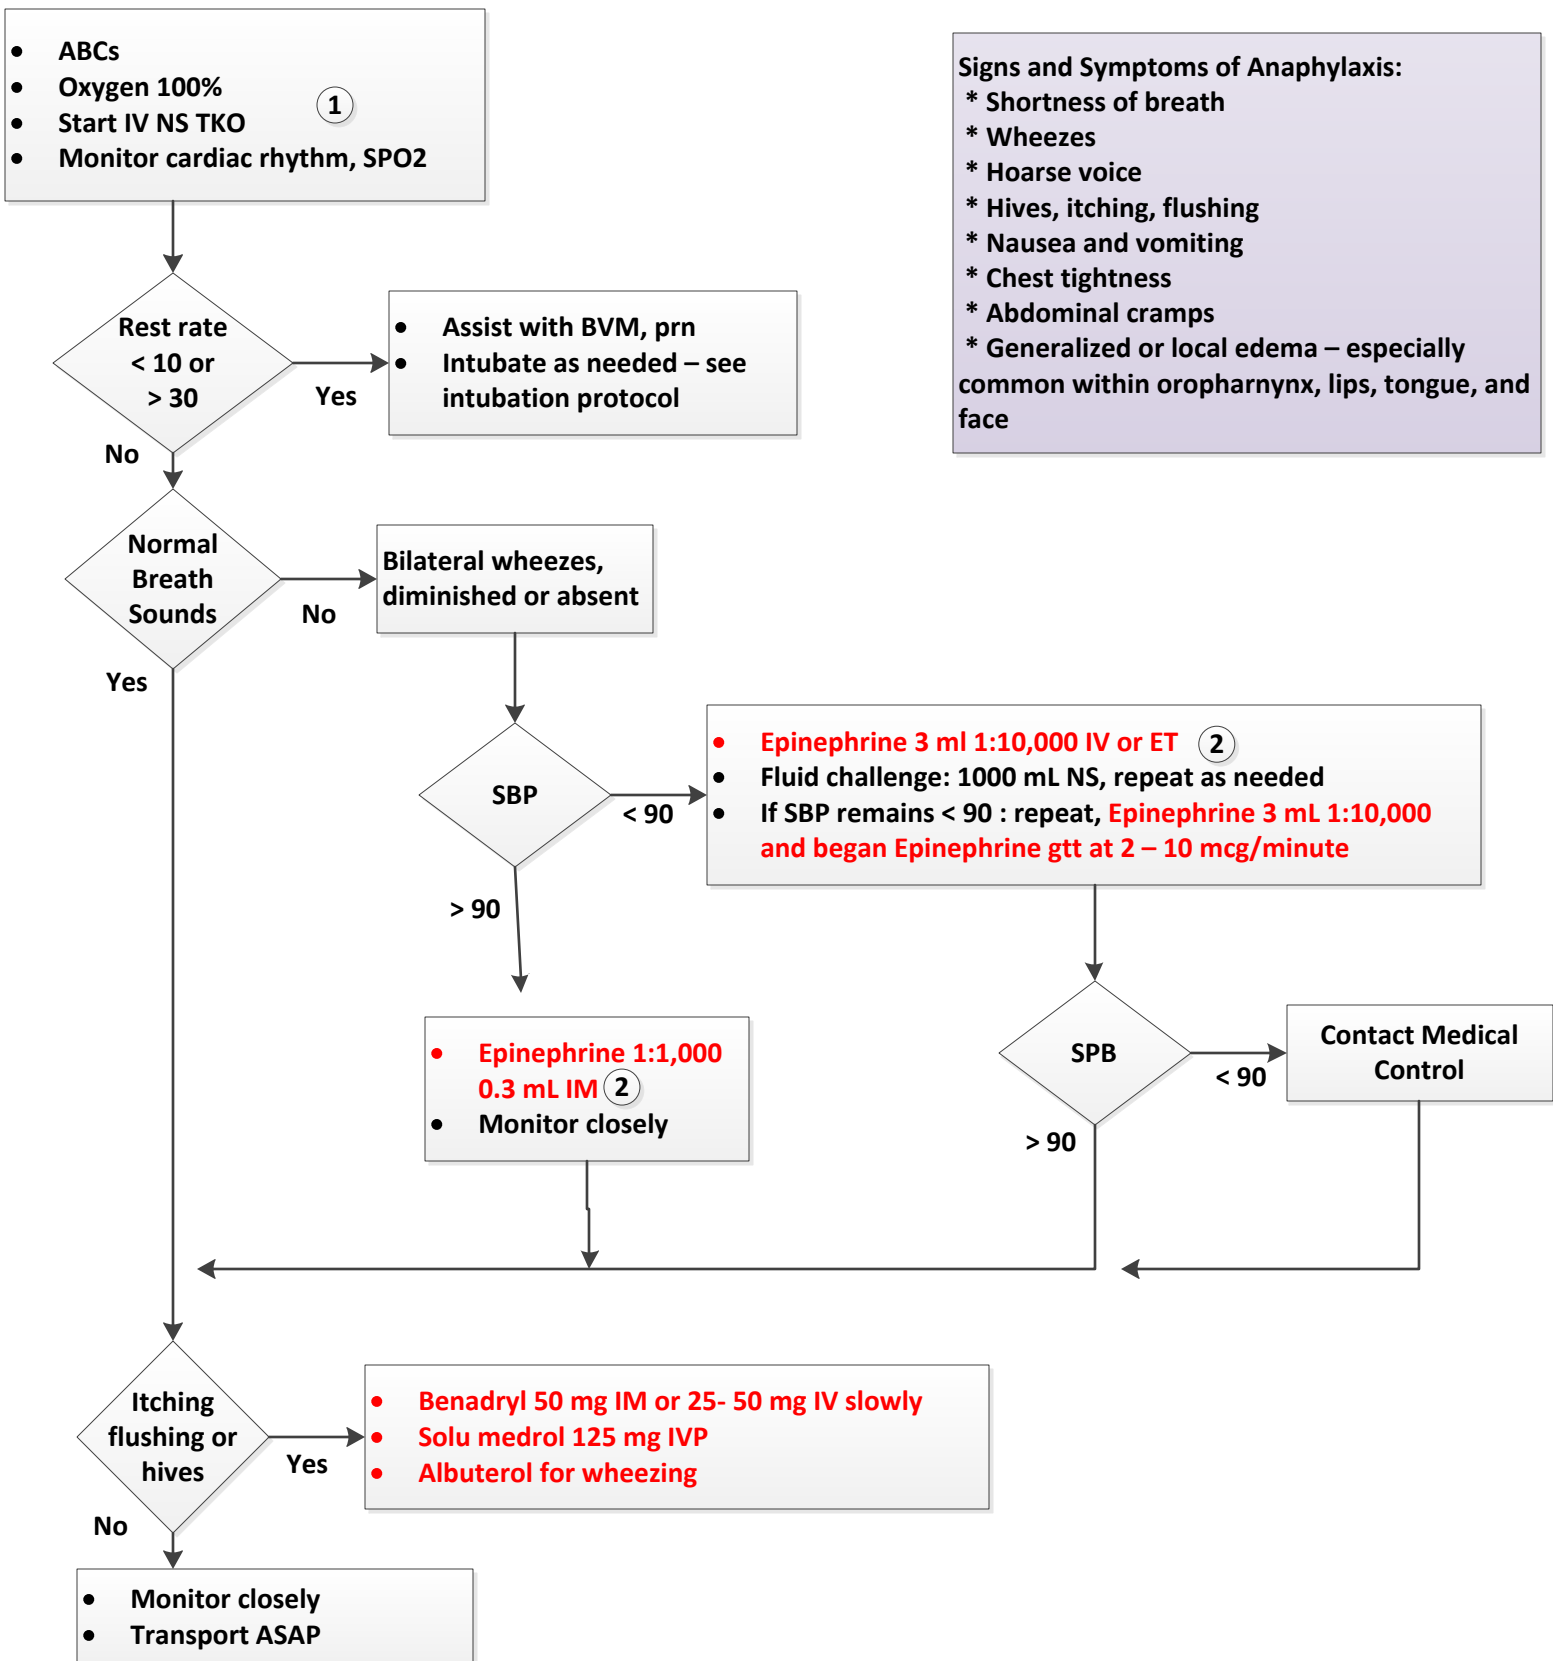 • ABCs
• Oxygen 100%
• Start IV NS TKO
1
• Monitor cardiac rhythm, SPO2
Signs and Symptoms of Anaphylaxis:
* Shortness of breath
* Wheezes
* Hoarse voice
* Hives, itching, flushing
* Nausea and vomiting
* Chest tightness
* Abdominal cramps
* Generalized or local edema – especially
common within oropharnynx, lips, tongue, and
face
Rest rate
< 10 or
> 30
Yes
No
• Assist with BVM, prn
• Intubate as needed – see
intubation protocol
Normal
Breath
Sounds
No
Yes
Bilateral wheezes,
diminished or absent
SBP
< 90
> 90
• Epinephrine 3 ml 1:10,000 IV or ET 2
• Fluid challenge: 1000 mL NS, repeat as needed
• If SBP remains < 90 : repeat, Epinephrine 3 mL 1:10,000
and began Epinephrine gtt at 2 – 10 mcg/minute
• Epinephrine 1:1,000
0.3 mL IM 2
• Monitor closely
SPB
< 90
> 90
Contact Medical
Control
Itching
flushing or
hives
Yes
No
• Benadryl 50 mg IM or 25- 50 mg IV slowly
• Solu medrol 125 mg IVP
• Albuterol for wheezing
• Monitor closely
• Transport ASAP